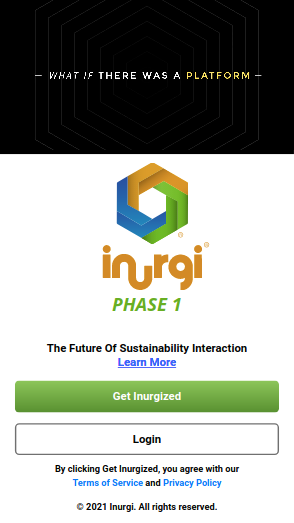 — WHAT IF THERE WAS A PLATFORM —
®
inurgi®
PHASE 1
The Future Of Sustainability Interaction
Learn More
Get Inurgized
Login
By clicking Get Inurgized, you agree with our
Terms of Service and Privacy Policy
© 2021 Inurgi. All rights reserved.